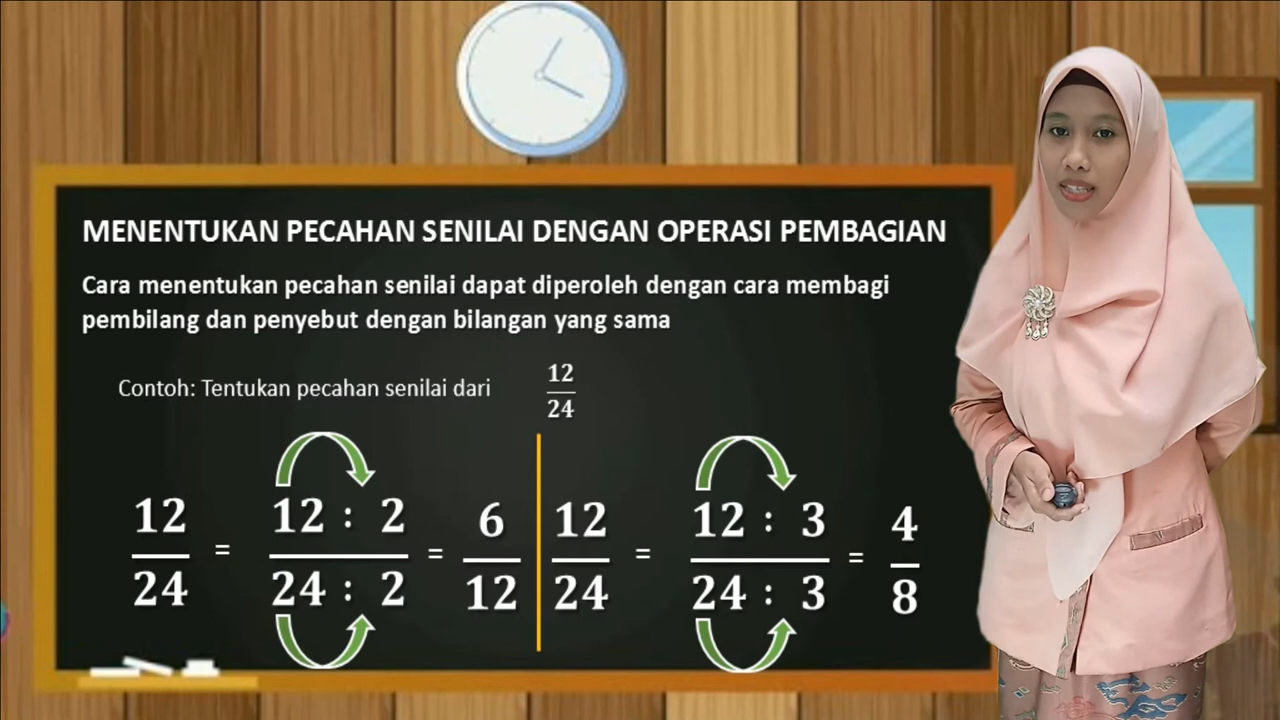 MENENTUKAN PECAHAN SENILAI DENGAN OPERASI PEMBAGIAN
Cara menentukan pecahan senilai dapat diperoleh dengan cara membagi
pembilang dan penyebut dengan bilangan yang sama
Contoh: Tentukan pecahan senilai dari 12/24
12/24 = 12 : 2 / 24 : 2 = 6/12
12/24 = 12 : 3 / 24 : 3 = 4/8